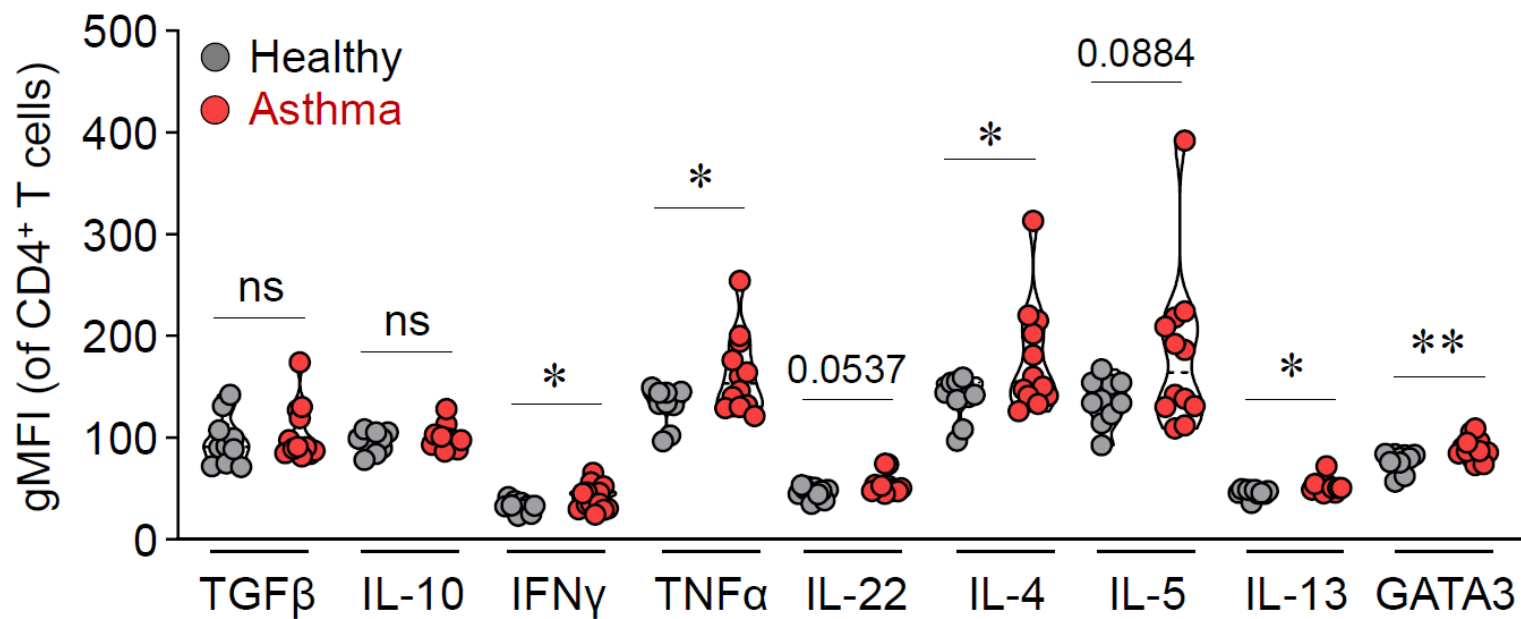 gMFI (of CD4⁺ T cells)
500
400
300
200
100
0
Healthy
Asthma
ns
ns
*
*
0.0537
*
0.0884
*
**
TGFβ IL-10 IFNγ TNFα IL-22 IL-4 IL-5 IL-13 GATA3